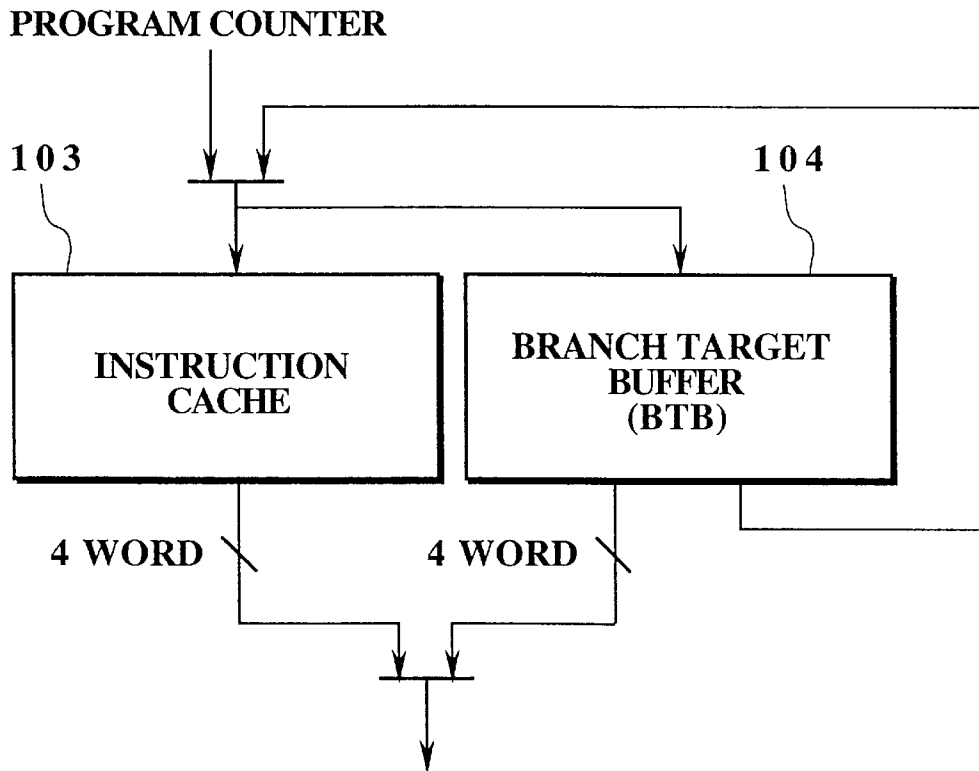 PROGRAM COUNTER
103
104
INSTRUCTION
CACHE
BRANCH TARGET
BUFFER
(BTB)
4 WORD
4 WORD